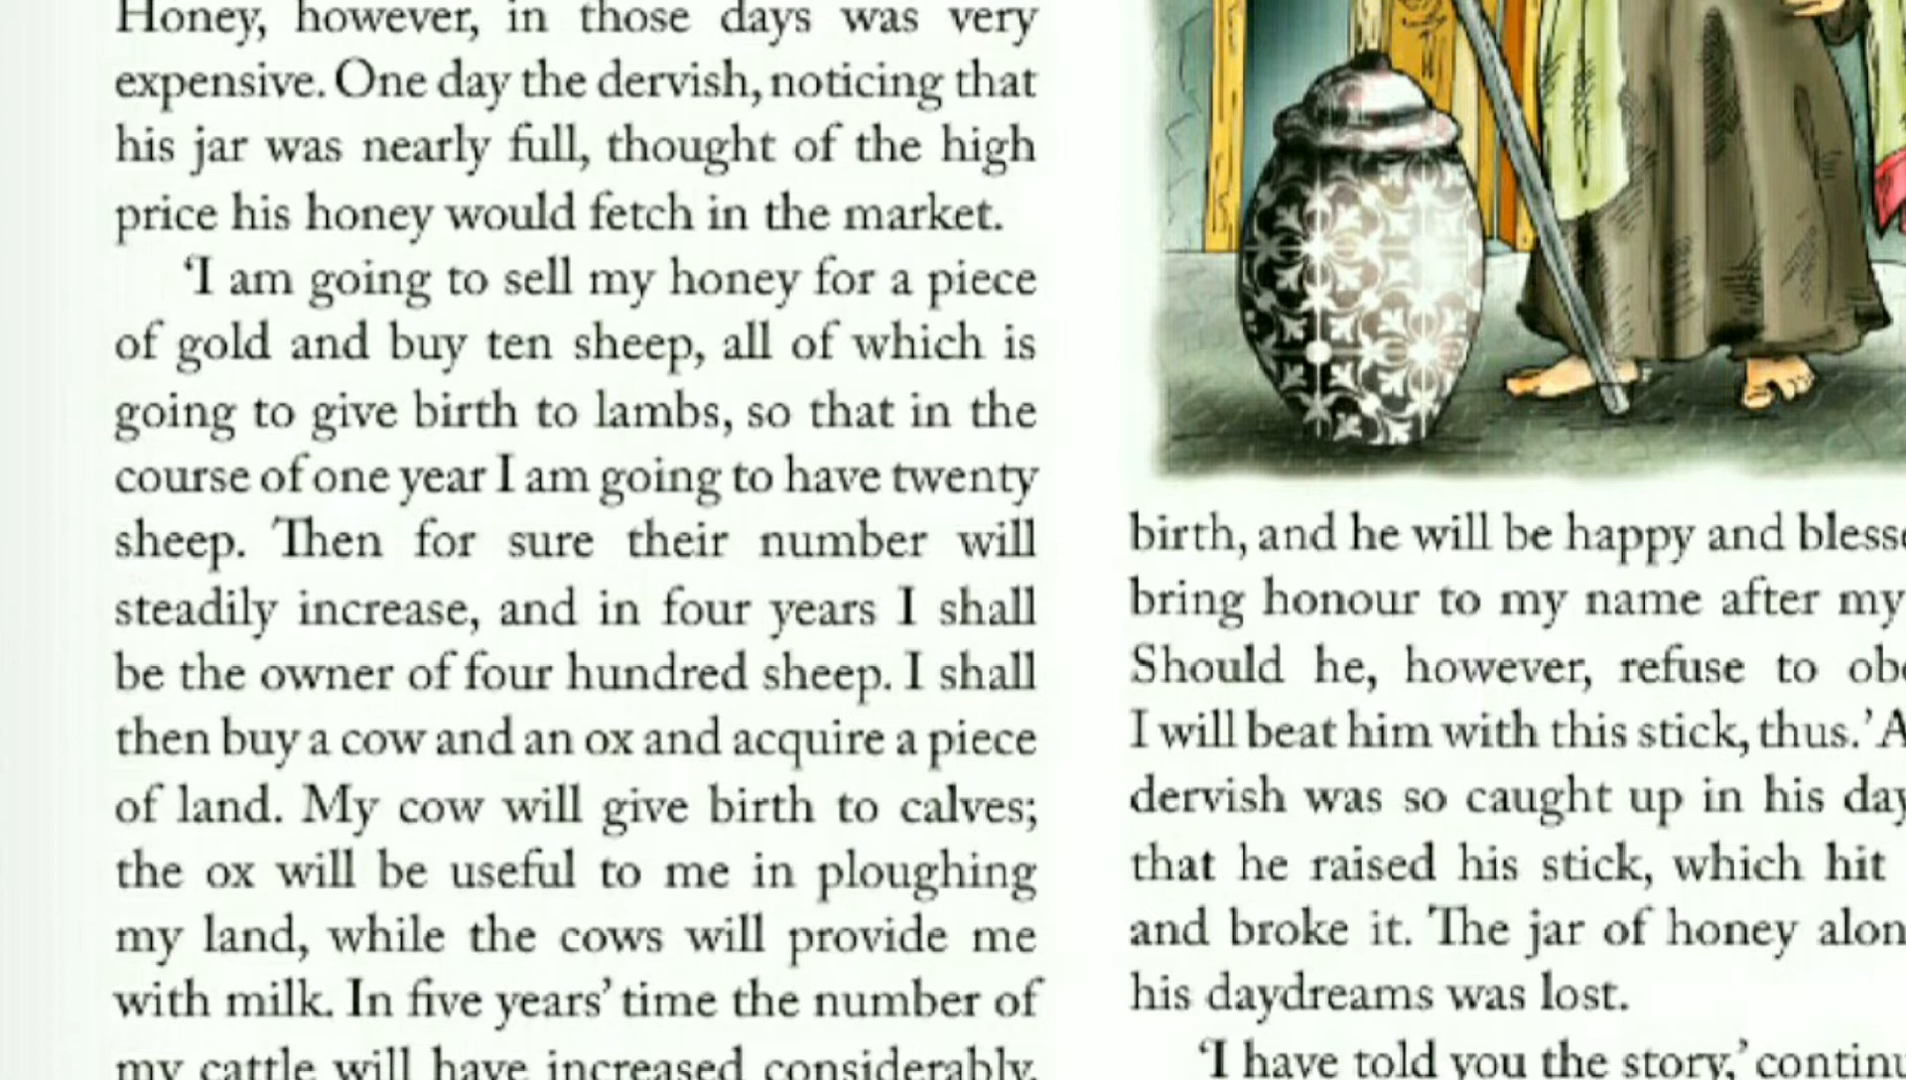 Honey, however, in those days was very
expensive. One day the dervish, noticing that
his jar was nearly full, thought of the high
price his honey would fetch in the market.
‘I am going to sell my honey for a piece
of gold and buy ten sheep, all of which is
going to give birth to lambs, so that in the
course of one year I am going to have twenty
sheep. Then for sure their number will
steadily increase, and in four years I shall
be the owner of four hundred sheep. I shall
then buy a cow and an ox and acquire a piece
of land. My cow will give birth to calves;
the ox will be useful to me in ploughing
my land, while the cows will provide me
with milk. In five years’ time the number of
my cattle will have increased considerably.
birth, and he will be happy and
bring honour to my name after my
Should he, however, refuse to
I will beat him with this stick, thus.’
dervish was so caught up in his
that he raised his stick, which hit
and broke it. The jar of honey
his daydreams was lost.
‘I have told you the story,’